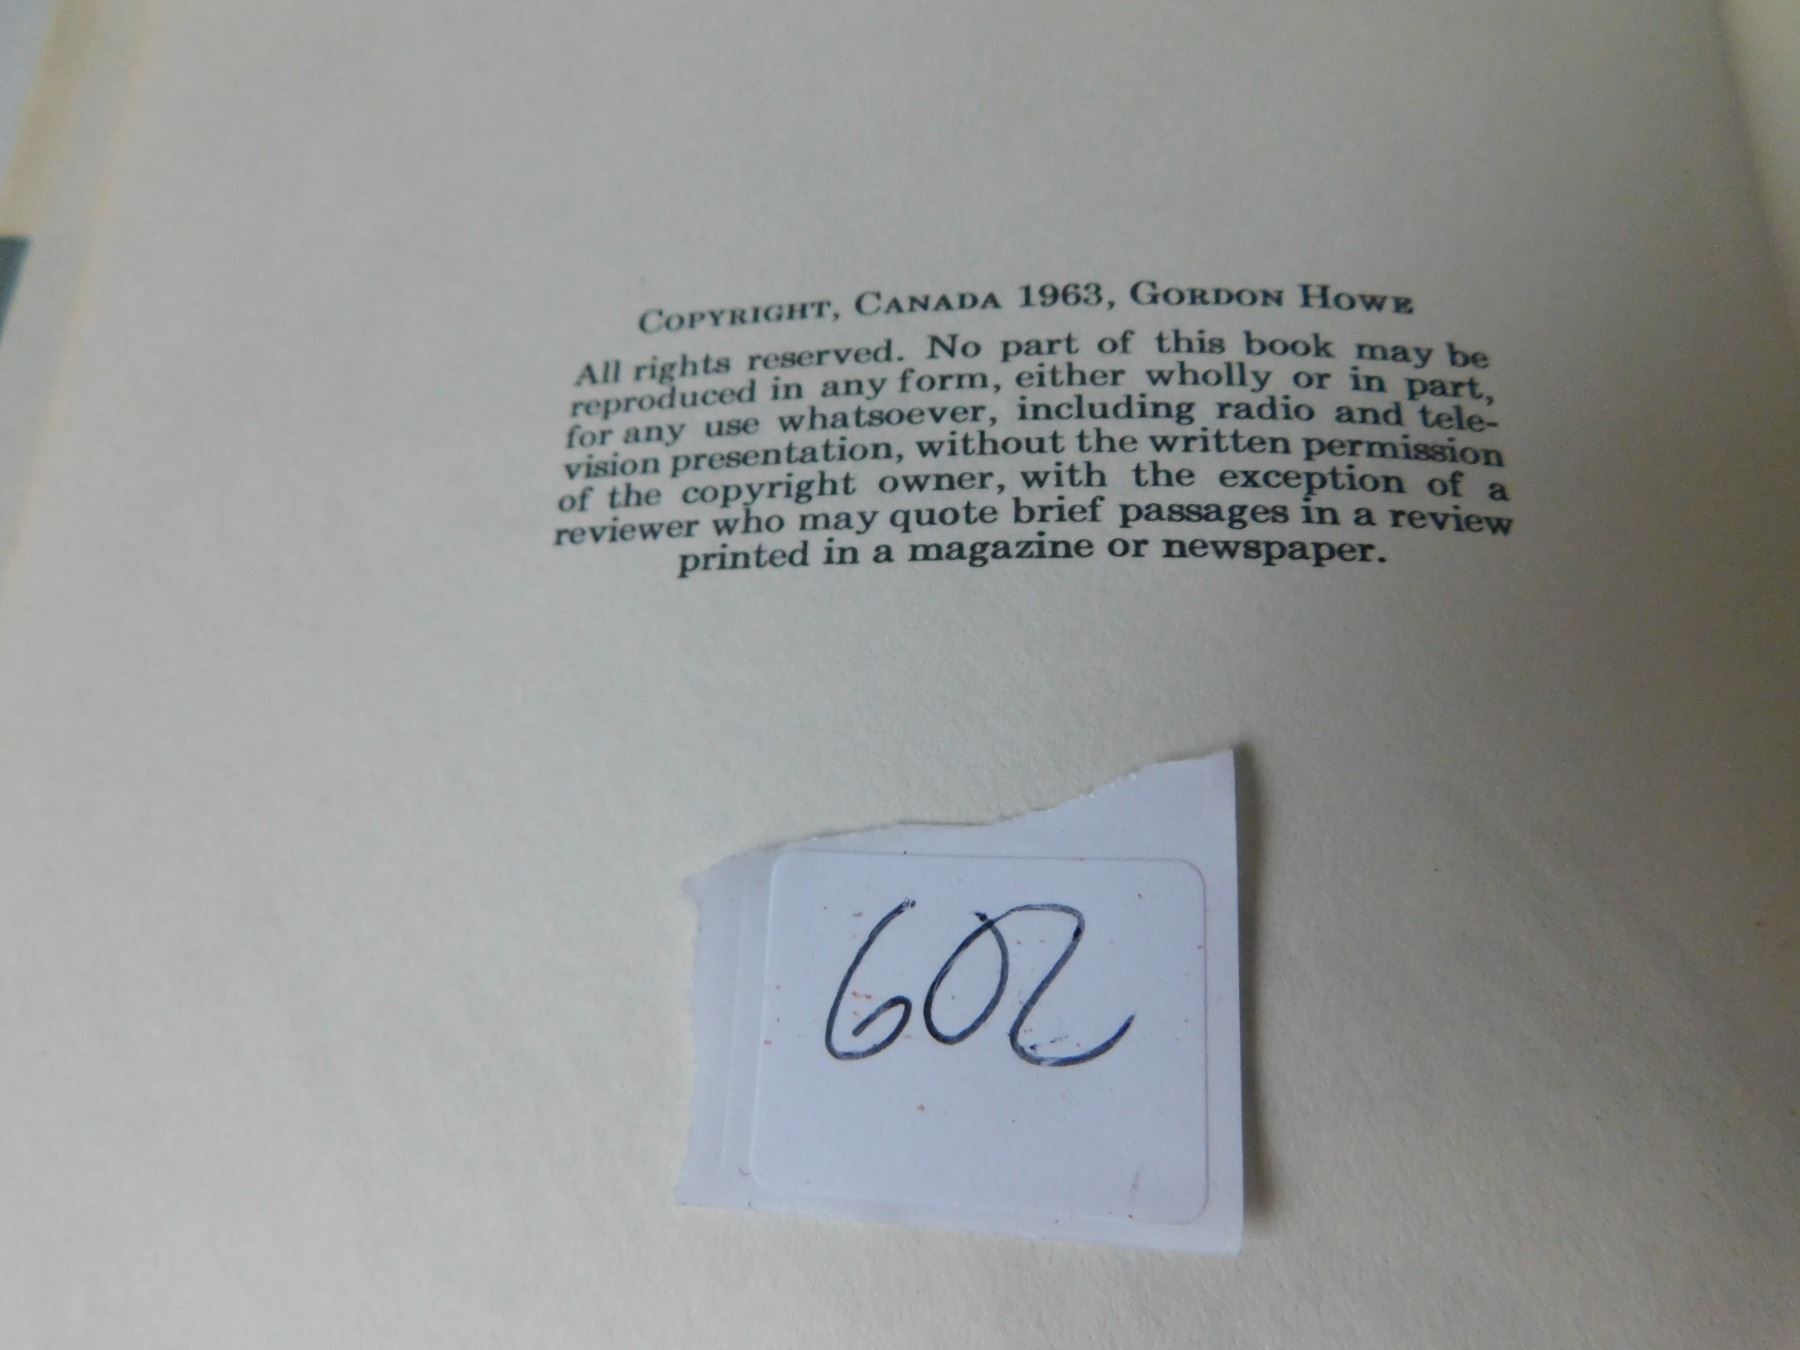 COPYRIGHT, CANADA 1963, GORDON HOWE
All rights reserved. No part of this book may be
reproduced in any form, either wholly or in part,
for any use whatsoever, including radio and tele-
vision presentation, without the written permission
of the copyright owner, with the exception of a
reviewer who may quote brief passages in a review
printed in a magazine or newspaper.
602